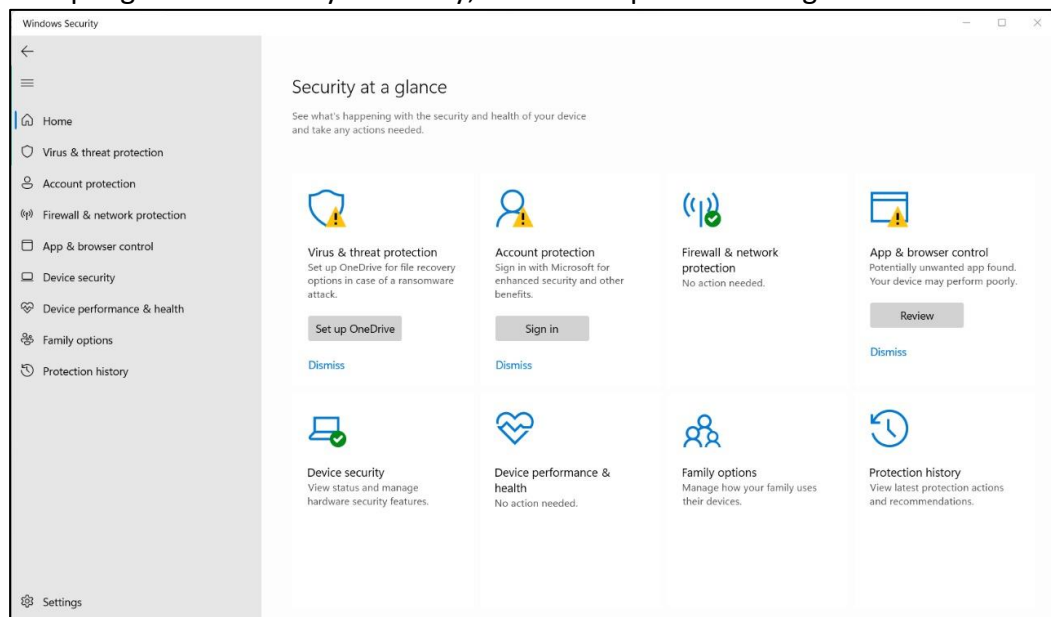 Windows Security
Home
Virus & threat protection
Account protection
Firewall & network protection
App & browser control
Device security
Device performance & health
Family options
Protection history
Settings
Security at a glance
See what's happening with the security and health of your device
and take any actions needed.
Virus & threat protection
Set up OneDrive for file recovery
options in case of a ransomware
attack.
Set up OneDrive
Dismiss
Account protection
Sign in with Microsoft for
enhanced security and other
benefits.
Sign in
Dismiss
Firewall & network
protection
No action needed.
App & browser control
Potentially unwanted app found.
Your device may perform poorly.
Review
Dismiss
Device security
View status and manage
hardware security features.
Device performance &
health
No action needed.
Family options
Manage how your family uses
their devices.
Protection history
View latest protection actions
and recommendations.